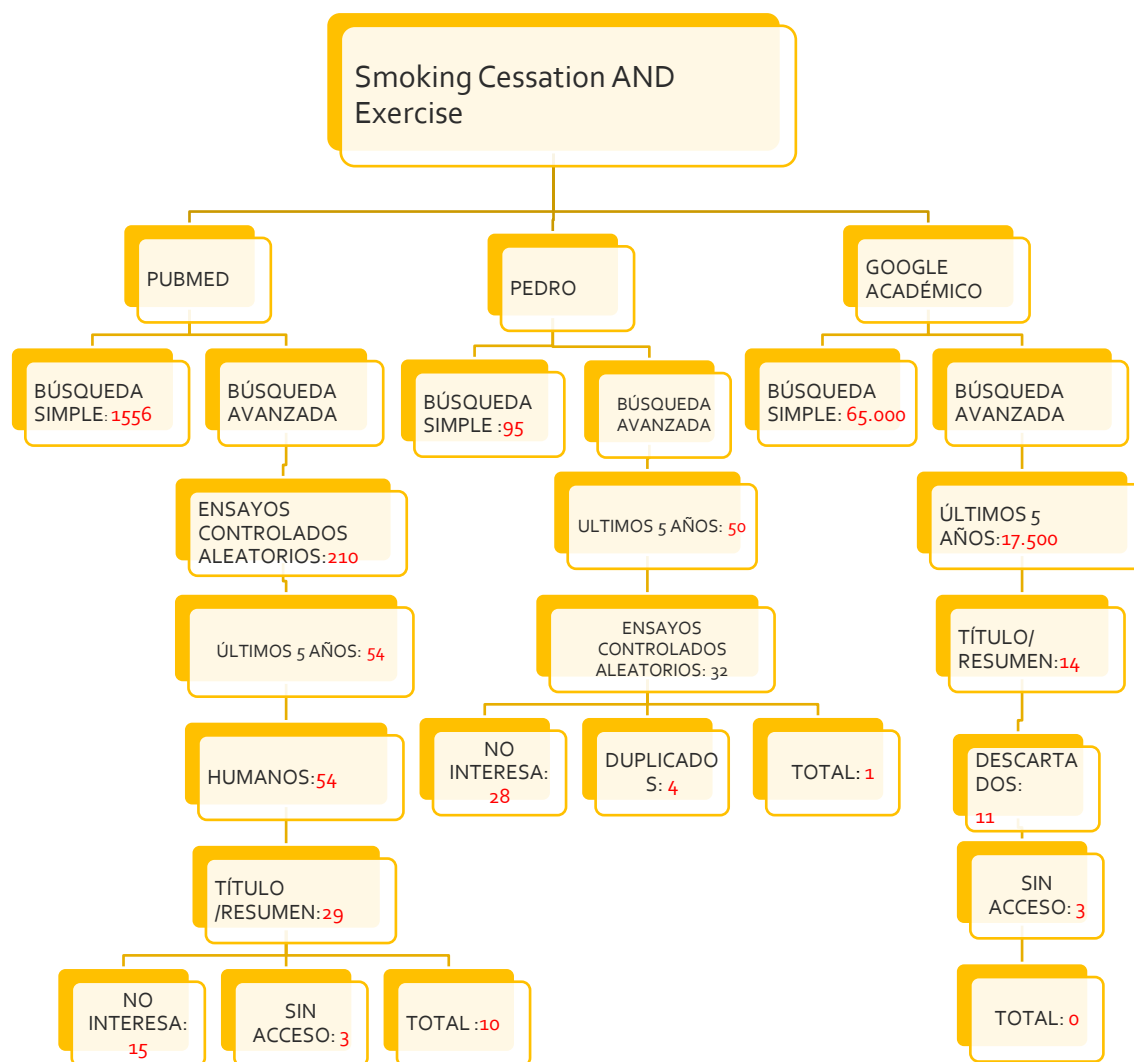 Smoking Cessation AND
Exercise
PUBMED
PEDRO
GOOGLE
ACADÉMICO
BÚSQUEDA
SIMPLE: 1556
BÚSQUEDA
AVANZADA
BÚSQUEDA
SIMPLE :95
BÚSQUEDA
AVANZADA
BÚSQUEDA
SIMPLE: 65.000
BÚSQUEDA
AVANZADA
ENSAYOS
CONTROLADOS
ALEATORIOS:210
ULTIMOS 5 AÑOS: 50
ÚLTIMOS 5
AÑOS:17.500
ÚLTIMOS 5 AÑOS: 54
ENSAYOS
CONTROLADOS
ALEATORIOS: 32
TÍTULO/
RESUMEN:14
HUMANOS:54
NO
INTERESA:
28
DUPLICADO
S: 4
TOTAL: 1
DESCARTA
DOS:
11
TÍTULO
/RESUMEN:29
SIN
ACCESO: 3
NO
INTERESA:
15
SIN
ACCESO: 3
TOTAL :10
TOTAL: 0